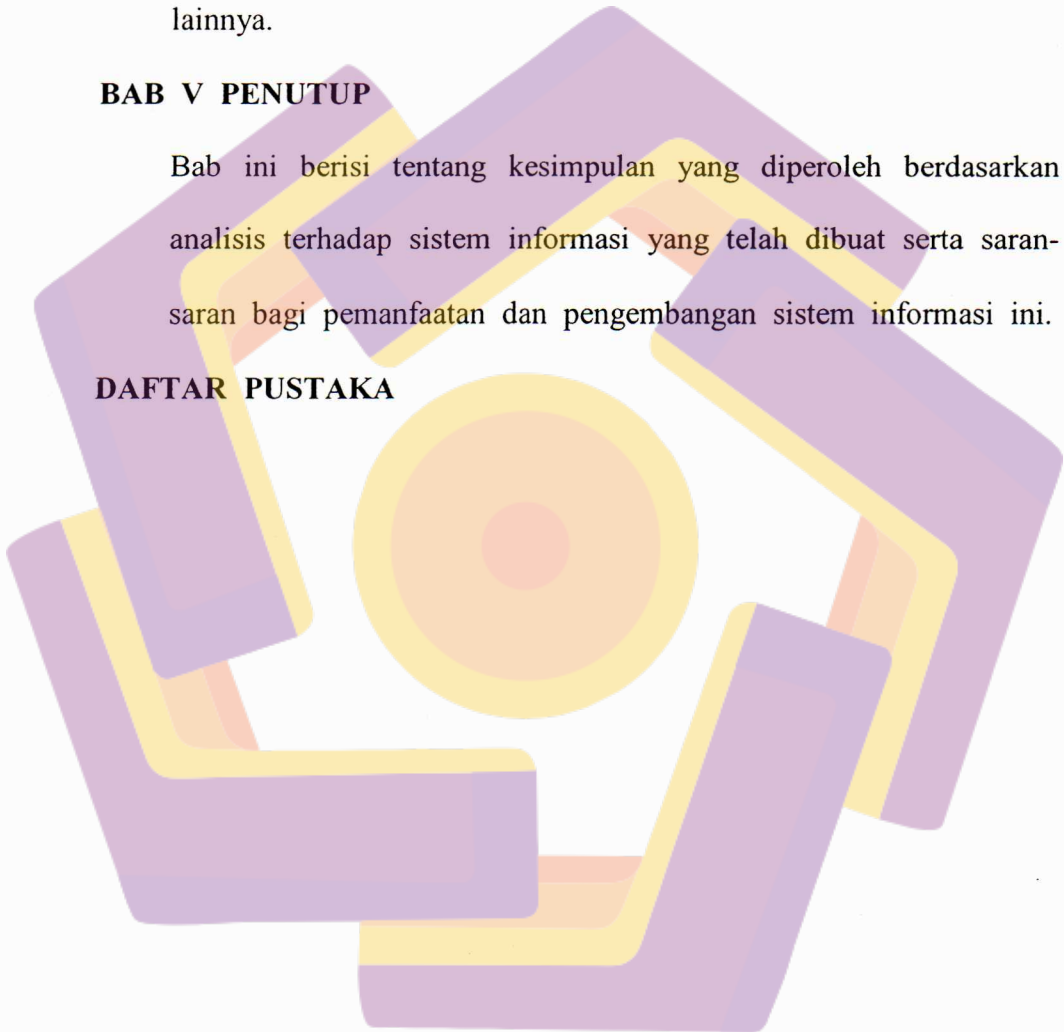 lainnya.
BAB V PENUTUP
Bab ini berisi tentang kesimpulan yang diperoleh berdasarkan
analisis terhadap sistem informasi yang telah dibuat serta saran-
saran bagi pemanfaatan dan pengembangan sistem informasi ini.
DAFTAR PUSTAKA